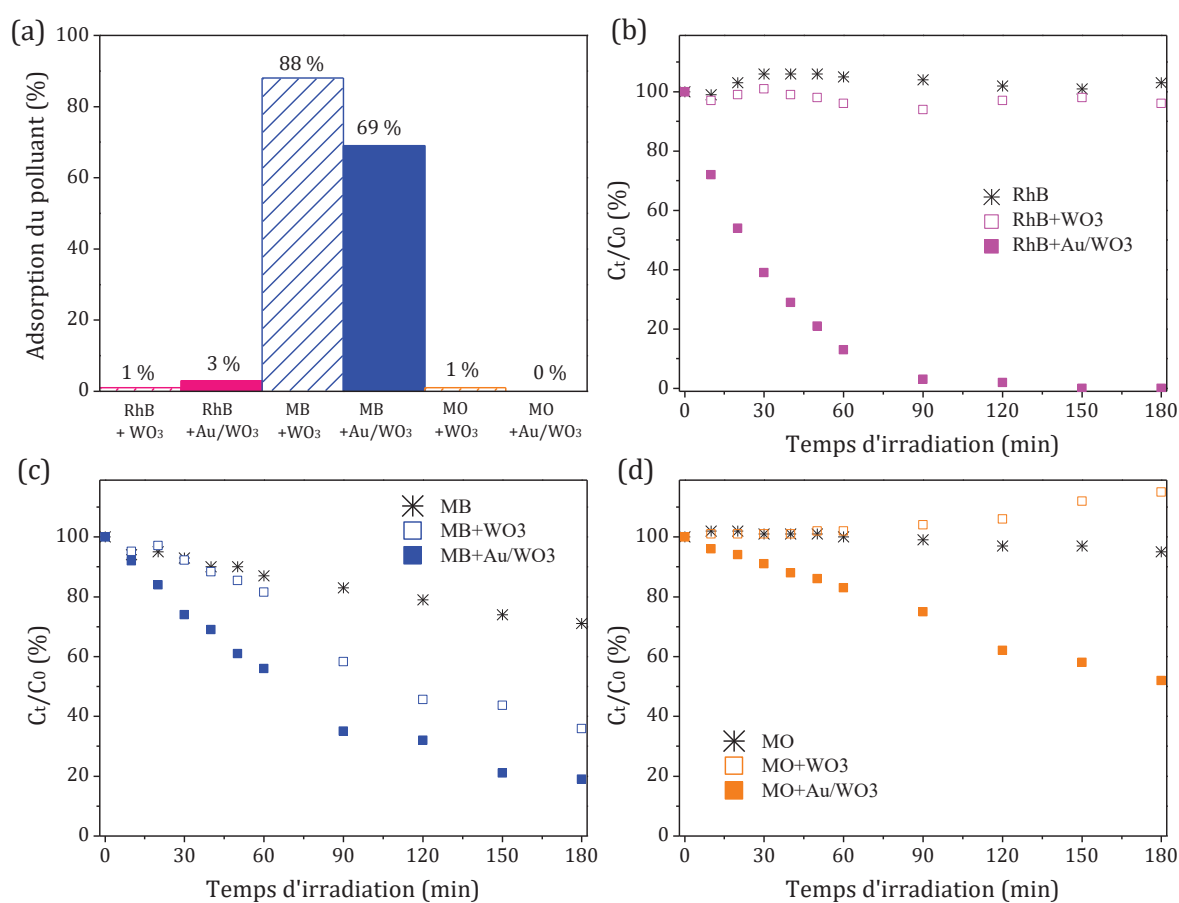 (a)
Adsorption du polluant (%)
100
80
60
40
20
0
1 %
3 %
88 %
69 %
1 %
0 %
RhB
+ WO₃
RhB
+Au/WO₃
MB
+WO₃
MB
+Au/WO₃
MO
+WO₃
MO
+Au/WO₃
(b)
Ct/C0 (%)
100
80
60
40
20
0
RhB
RhB+WO3
RhB+Au/WO3
0 30 60 90 120 150 180
Temps d'irradiation (min)
(c)
Ct/C0 (%)
100
80
60
40
20
0
MB
MB+WO3
MB+Au/WO3
0 30 60 90 120 150 180
Temps d'irradiation (min)
(d)
Ct/C0 (%)
100
80
60
40
20
0
MO
MO+WO3
MO+Au/WO3
0 30 60 90 120 150 180
Temps d'irradiation (min)